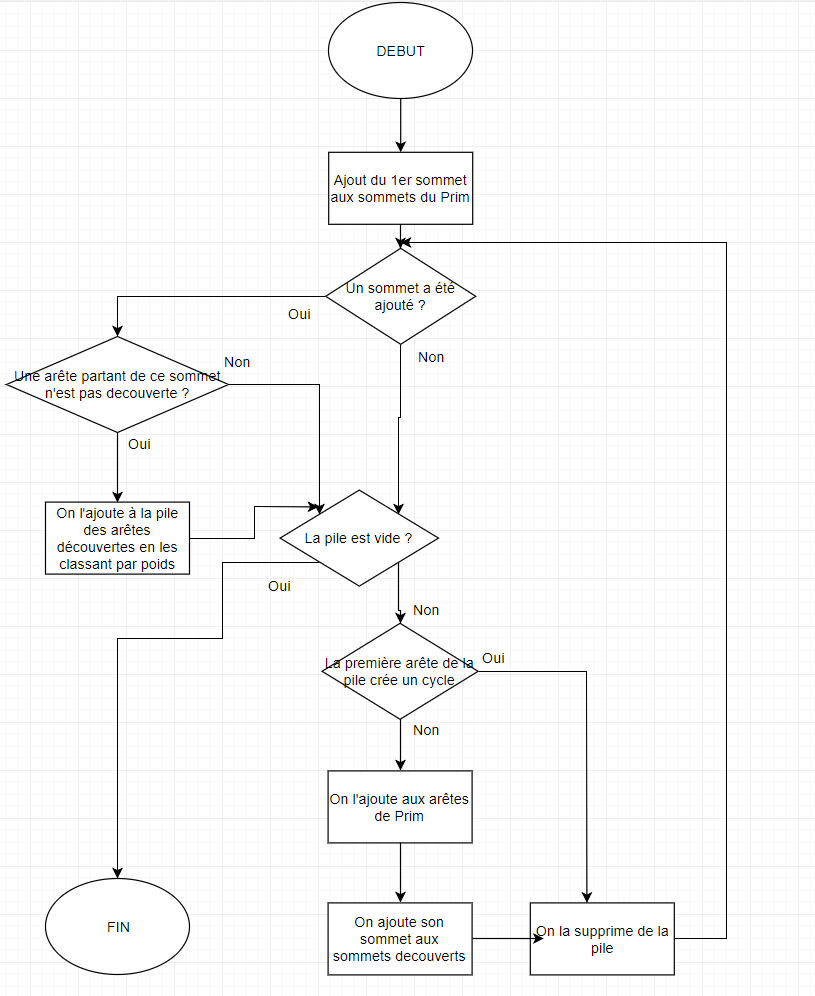 DEBUT
Ajout du 1er sommet
aux sommets du Prim
Un sommet a été
ajouté ?
Oui
Non
Une arête partant de ce sommet
n'est pas decouverte ?
Non
Oui
On l'ajoute à la pile
des arêtes
découvertes en les
classant par poids
La pile est vide ?
Oui
Non
La première arête de la
pile crée un cycle
Oui
Non
On l'ajoute aux arêtes
de Prim
On ajoute son
sommet aux
sommets decouverts
On la supprime de la
pile
FIN